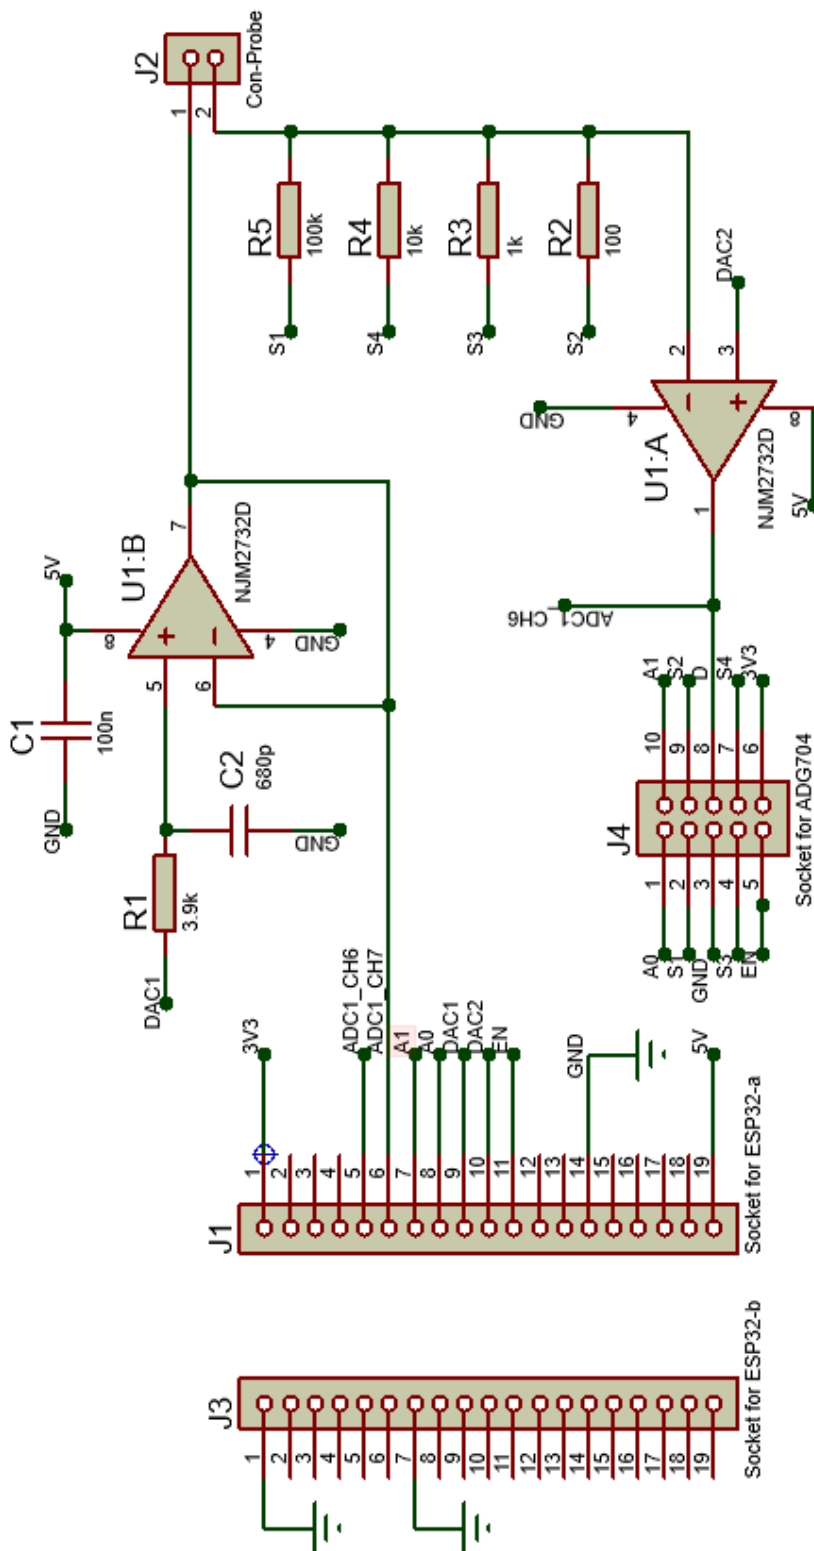 J2
Con-Probe
1
2
R5
100k
S1
R4
10k
S4
R3
1k
S3
R2
100
S2
DAC2
2
3
GND
4
8
5V
U1:A
NJM2732D
1
ADC1_CH6
5V
U1:B
NJM2732D
7
8
4
GND
5
6
C1
100n
GND
C2
680p
GND
R1
3.9k
DAC1
A1
S2
D
S4
3V3
10
9
8
7
6
J4
Socket for ADG704
1
2
3
4
5
A0
S1
GND
S3
EN
3V3
ADC1_CH6
ADC1_CH7
A1
A0
DAC1
DAC2
EN
GND
5V
1
2
3
4
5
6
7
8
9
10
11
12
13
14
15
16
17
18
19
J1
Socket for ESP32-a
J3
Socket for ESP32-b
1
2
3
4
5
6
7
8
9
10
11
12
13
14
15
16
17
18
19